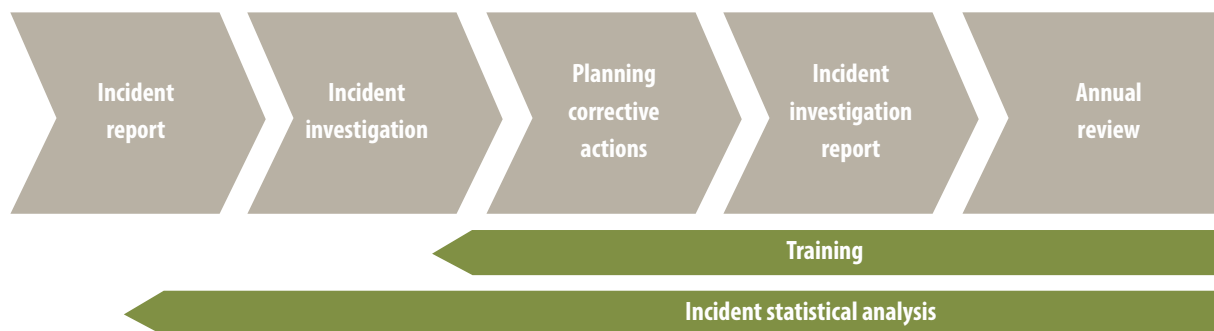 Incident
report
Incident
investigation
Planning
corrective
actions
Incident
investigation
report
Annual
review
Training
Incident statistical analysis